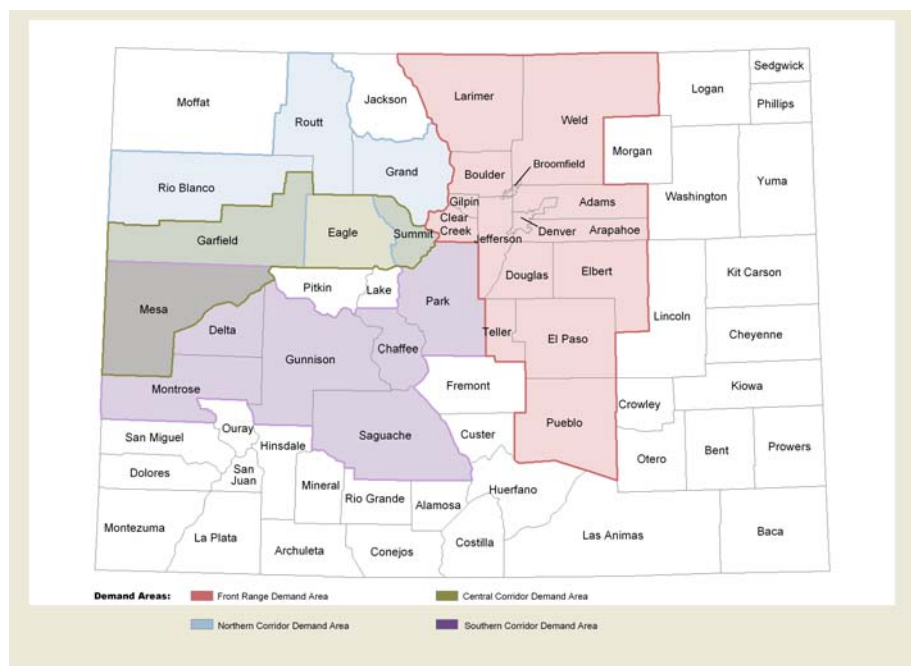 Sedgwick
Logan
Phillips
Moffat
Jackson
Larimer
Weld
Routt
Morgan
Grand
Boulder
Broomfield
Washington
Yuma
Rio Blanco
Gilpin
Adams
Clear
Creek
Eagle
Summit
Garfield
Jefferson
Denver
Arapahoe
Kit Carson
Douglas
Elbert
Pitkin
Lake
Park
Mesa
Lincoln
Delta
Teller
El Paso
Cheyenne
Gunnison
Chaffee
Montrose
Fremont
Kiowa
Crowley
Pueblo
Ouray
San Miguel
Hinsdale
Saguache
Custer
Otero
Bent
Prowers
Dolores
San
Juan
Mineral
Rio Grande
Alamosa
Huerfano
Montezuma
La Plata
Archuleta
Conejos
Costilla
Las Animas
Baca
Demand Areas: Front Range Demand Area Central Corridor Demand Area
Northern Corridor Demand Area Southern Corridor Demand Area